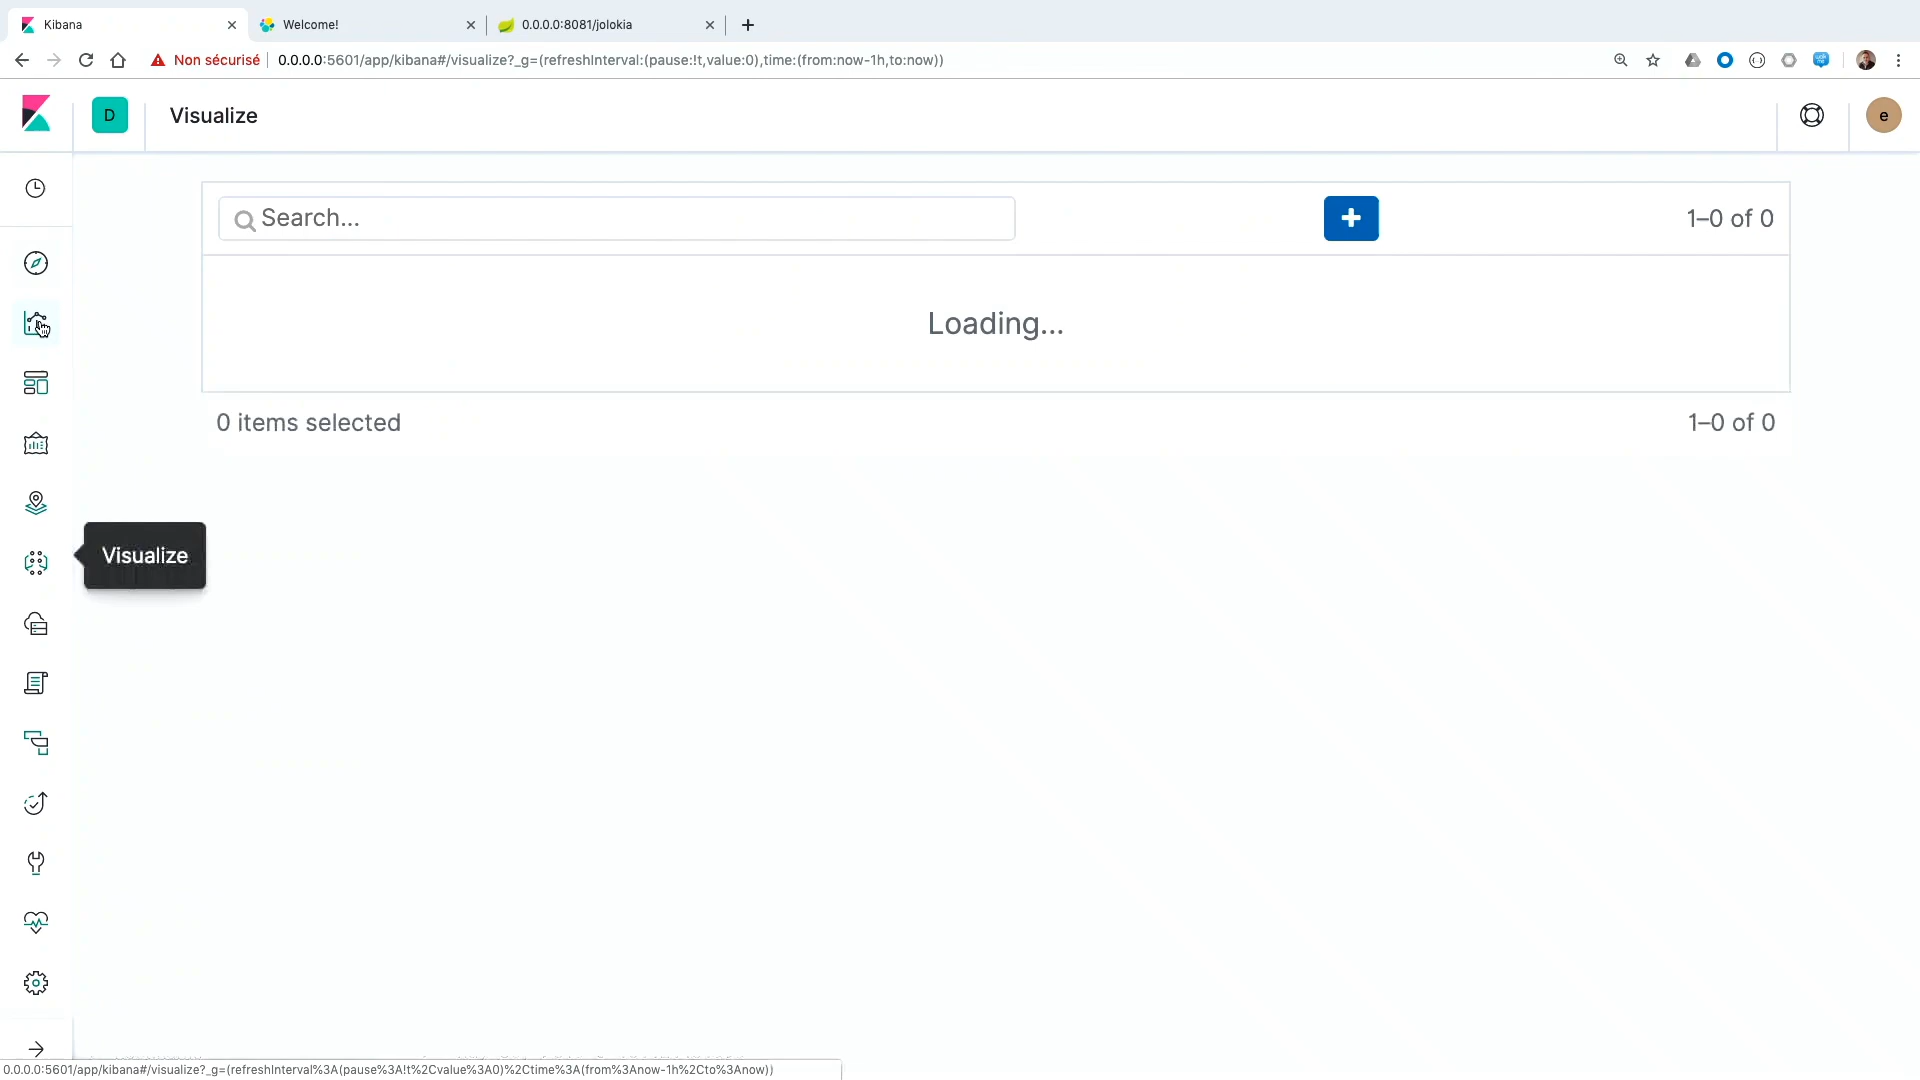 Kibana
Welcome!
0.0.0.0:8081/jolokia
Non sécurisé
0.0.0.0:5601/app/kibana#/visualize?_g=(refreshInterval:(pause:!t,value:0),time:(from:now-1h,to:now))
D
Visualize
e
Search...
1–0 of 0
Loading...
0 items selected
1–0 of 0
Visualize
0.0.0.0:5601/app/kibana#/visualize?_g=(refreshInterval%3A(pause%3A!t%2Cvalue%3A0)%2Ctime%3A(from%3Anow-1h%2Cto%3Anow))